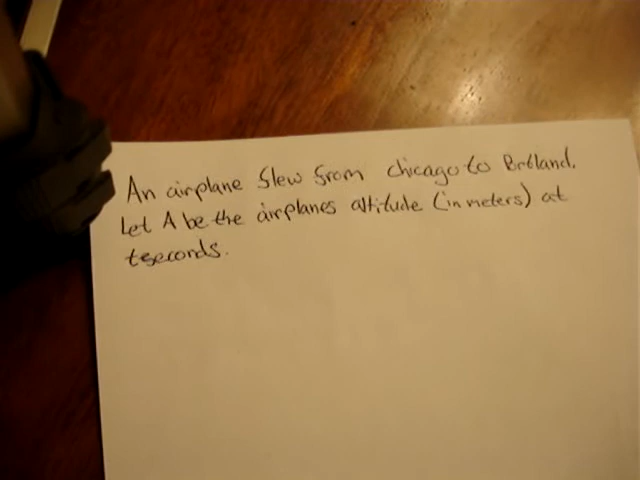 An airplane flew from chicago to Portland.
Let A be the airplanes altitude (in meters) at
t seconds.